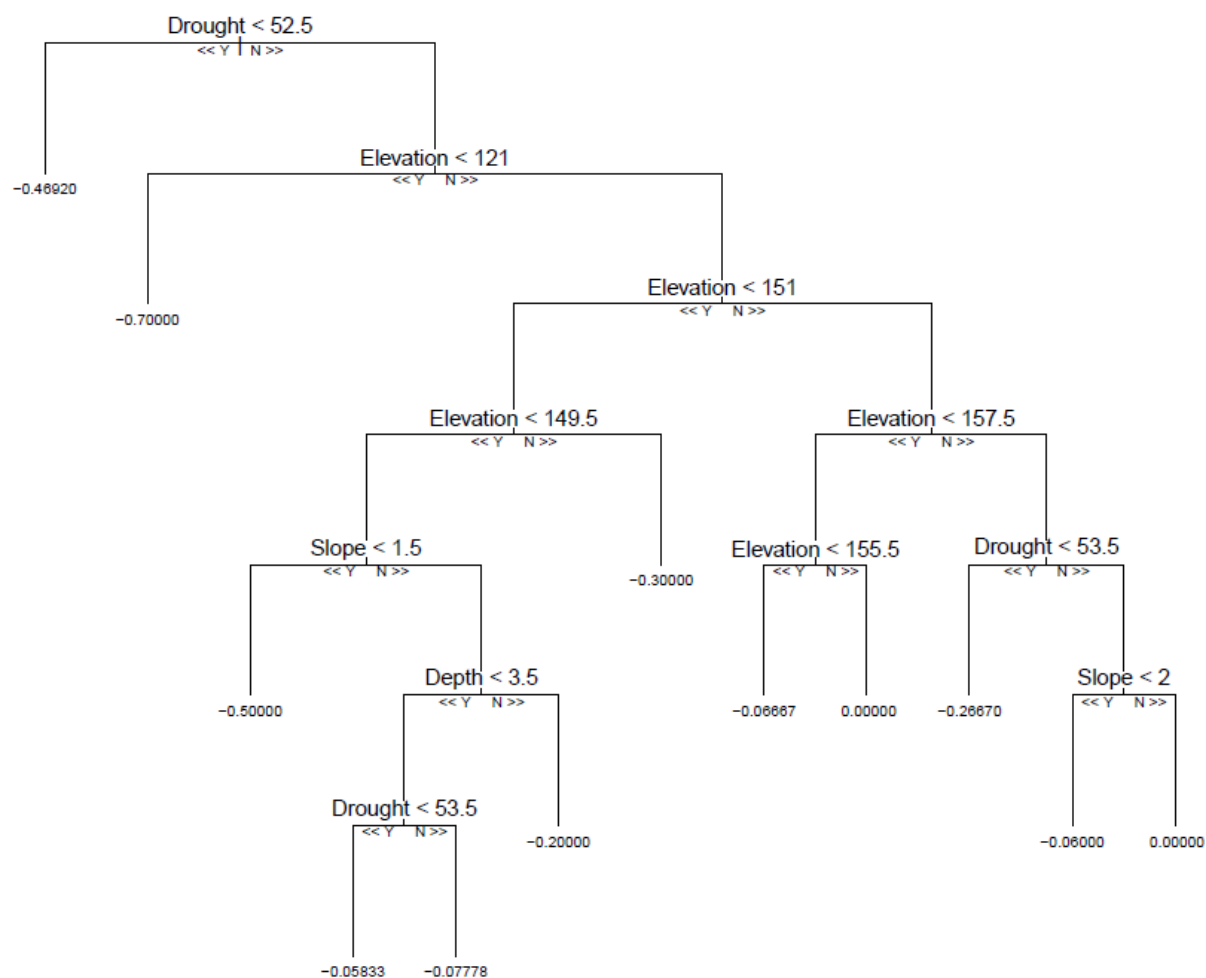 Drought < 52.5
<< Y N >>
Elevation < 121
<< Y N >>
−0.46920
Elevation < 151
<< Y N >>
−0.70000
Elevation < 149.5
<< Y N >>
Elevation < 157.5
<< Y N >>
Slope < 1.5
<< Y N >>
−0.30000
Elevation < 155.5
<< Y N >>
Drought < 53.5
<< Y N >>
−0.50000
Depth < 3.5
<< Y N >>
−0.06667
0.00000
−0.26670
Slope < 2
<< Y N >>
Drought < 53.5
<< Y N >>
−0.20000
−0.06000
0.00000
−0.05833
−0.07778